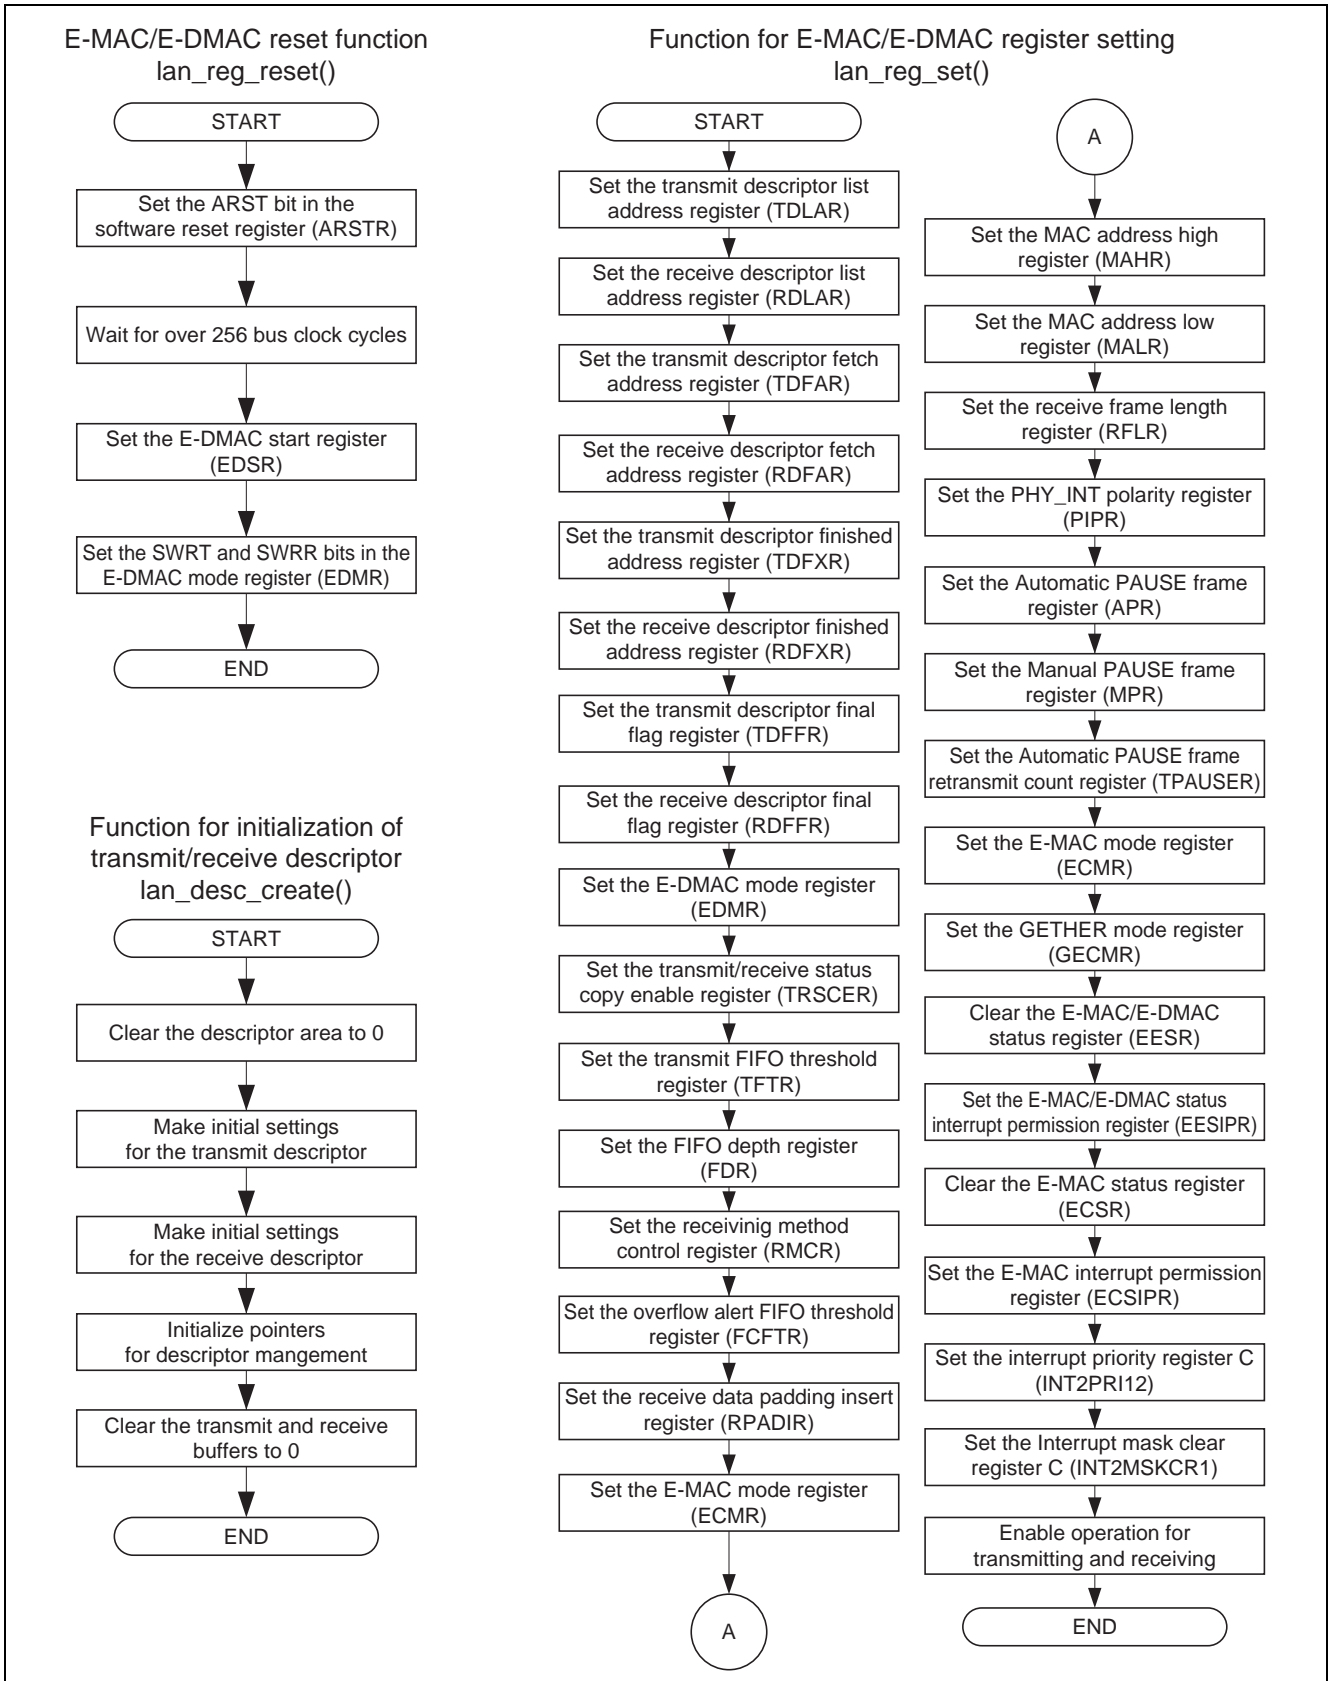 E-MAC/E-DMAC reset function
lan_reg_reset()
START
Set the ARST bit in the
software reset register (ARSTR)
Wait for over 256 bus clock cycles
Set the E-DMAC start register
(EDSR)
Set the SWRT and SWRR bits in the
E-DMAC mode register (EDMR)
END
Function for initialization of
transmit/receive descriptor
lan_desc_create()
START
Clear the descriptor area to 0
Make initial settings
for the transmit descriptor
Make initial settings
for the receive descriptor
Initialize pointers
for descriptor mangement
Clear the transmit and receive
buffers to 0
END
Function for E-MAC/E-DMAC register setting
lan_reg_set()
START
Set the transmit descriptor list
address register (TDLAR)
Set the receive descriptor list
address register (RDLAR)
Set the transmit descriptor fetch
address register (TDFAR)
Set the receive descriptor fetch
address register (RDFAR)
Set the transmit descriptor finished
address register (TDFXR)
Set the receive descriptor finished
address register (RDFXR)
Set the transmit descriptor final
flag register (TDFFR)
Set the receive descriptor final
flag register (RDFFR)
Set the E-DMAC mode register
(EDMR)
Set the transmit/receive status
copy enable register (TRSCER)
Set the transmit FIFO threshold
register (TFTR)
Set the FIFO depth register
(FDR)
Set the receivinig method
control register (RMCR)
Set the overflow alert FIFO threshold
register (FCFTR)
Set the receive data padding insert
register (RPADIR)
Set the E-MAC mode register
(ECMR)
A
A
Set the MAC address high
register (MAHR)
Set the MAC address low
register (MALR)
Set the receive frame length
register (RFLR)
Set the PHY_INT polarity register
(PIPR)
Set the Automatic PAUSE frame
register (APR)
Set the Manual PAUSE frame
register (MPR)
Set the Automatic PAUSE frame
retransmit count register (TPAUSER)
Set the E-MAC mode register
(ECMR)
Set the GETHER mode register
(GECMR)
Clear the E-MAC/E-DMAC
status register (EESR)
Set the E-MAC/E-DMAC status
interrupt permission register (EESIPR)
Clear the E-MAC status register
(ECSR)
Set the E-MAC interrupt permission
register (ECSIPR)
Set the interrupt priority register C
(INT2PRI12)
Set the Interrupt mask clear
register C (INT2MSKCR1)
Enable operation for
transmitting and receiving
END